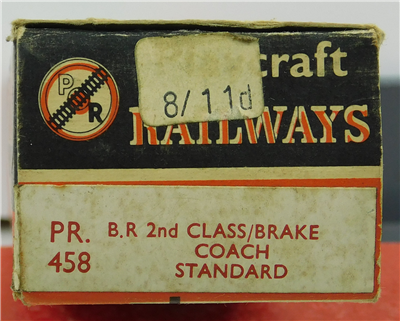 P
R
craft
8/11d
RAILWAYS
PR.
458
B.R 2nd CLASS/BRAKE
COACH
STANDARD